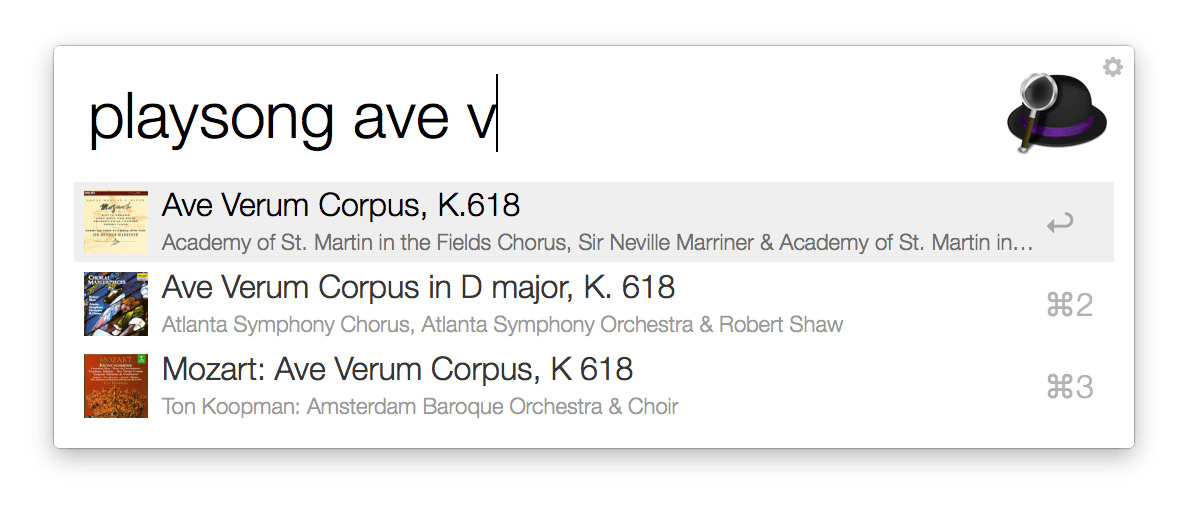 playsong ave v
Ave Verum Corpus, K.618
Academy of St. Martin in the Fields Chorus, Sir Neville Marriner & Academy of St. Martin in…
Ave Verum Corpus in D major, K. 618
⌘2
Atlanta Symphony Chorus, Atlanta Symphony Orchestra & Robert Shaw
Mozart: Ave Verum Corpus, K 618
⌘3
Ton Koopman: Amsterdam Baroque Orchestra & Choir